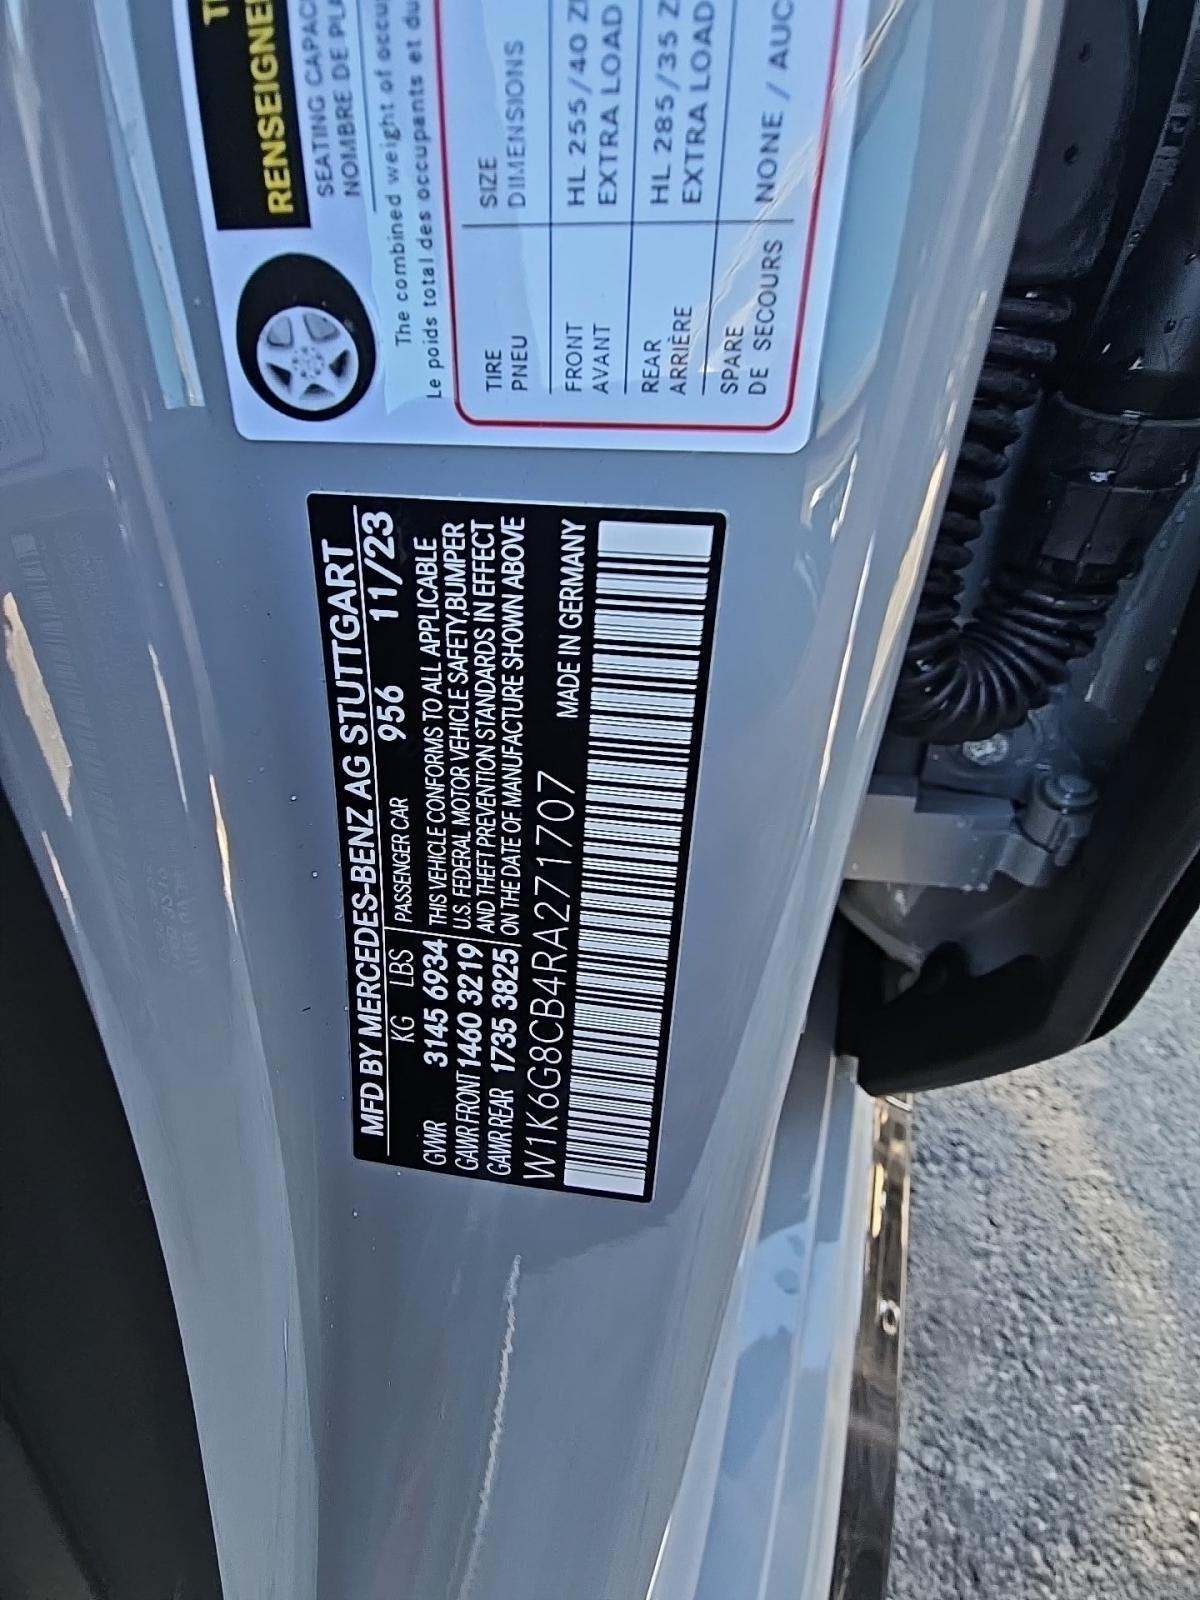 RENSEIGNE
SEATING CAPAC
NOMBRE DE PLA
The combined weight of occup
Le poids total des occupants et du
TIRE SIZE
PNEU DIMENSIONS
FRONT HL 255/40 Z
AVANT EXTRA LOAD
REAR HL 285/35 Z
ARRIÈRE EXTRA LOAD
SPARE NONE / AUC
DE SECOURS
MFD BY MERCEDES-BENZ AG STUTTGART
KG LBS PASSENGER CAR 956 11/23
GVWR 3145 6934 THIS VEHICLE CONFORMS TO ALL APPLICABLE
GAWR FRONT 1460 3219 U.S. FEDERAL MOTOR VEHICLE SAFETY,BUMPER
GAWR REAR 1735 3825 AND THEFT PREVENTION STANDARDS IN EFFECT
ON THE DATE OF MANUFACTURE SHOWN ABOVE
W1K6G8CB4RA271707 MADE IN GERMANY